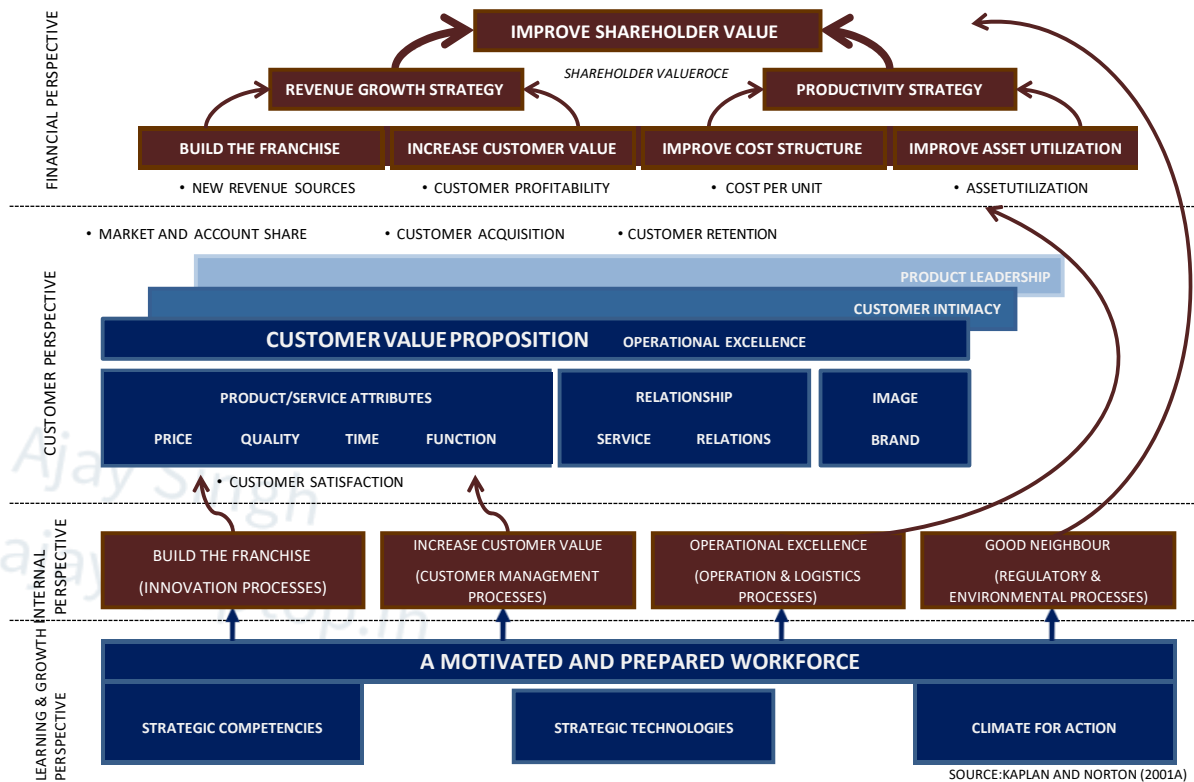 FINANCIAL PERSPECTIVE
IMPROVE SHAREHOLDER VALUE
SHAREHOLDER VALUEROCE
REVENUE GROWTH STRATEGY
PRODUCTIVITY STRATEGY
BUILD THE FRANCHISE
INCREASE CUSTOMER VALUE
IMPROVE COST STRUCTURE
IMPROVE ASSET UTILIZATION
• NEW REVENUE SOURCES
• CUSTOMER PROFITABILITY
• COST PER UNIT
• ASSETUTILIZATION
CUSTOMER PERSPECTIVE
• MARKET AND ACCOUNT SHARE
• CUSTOMER ACQUISITION
• CUSTOMER RETENTION
PRODUCT LEADERSHIP
CUSTOMER INTIMACY
CUSTOMER VALUE PROPOSITION OPERATIONAL EXCELLENCE
PRODUCT/SERVICE ATTRIBUTES
PRICE QUALITY TIME FUNCTION
RELATIONSHIP
SERVICE RELATIONS
IMAGE
BRAND
• CUSTOMER SATISFACTION
Ajay Singh
INTERNAL
PERSPECTIVE
BUILD THE FRANCHISE
(INNOVATION PROCESSES)
INCREASE CUSTOMER VALUE
(CUSTOMER MANAGEMENT
PROCESSES)
OPERATIONAL EXCELLENCE
(OPERATION & LOGISTICS
PROCESSES)
GOOD NEIGHBOUR
(REGULATORY &
ENVIRONMENTAL PROCESSES)
LEARNING & GROWTH
PERSPECTIVE
A MOTIVATED AND PREPARED WORKFORCE
STRATEGIC COMPETENCIES
STRATEGIC TECHNOLOGIES
CLIMATE FOR ACTION
SOURCE:KAPLAN AND NORTON (2001A)